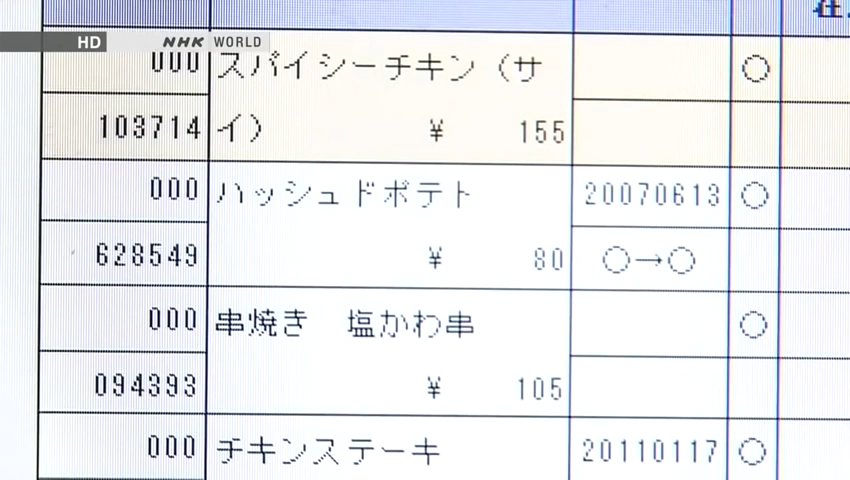 HD NHK WORLD
000 スパイシーチキン（サ ○
103714 イ） ¥ 155
000 ハッシュドポテト 20070613 ○
628549 ¥ 80 ○→○
000 串焼き 塩かわ串 ○
094393 ¥ 105
000 チキンステーキ 20110117 ○